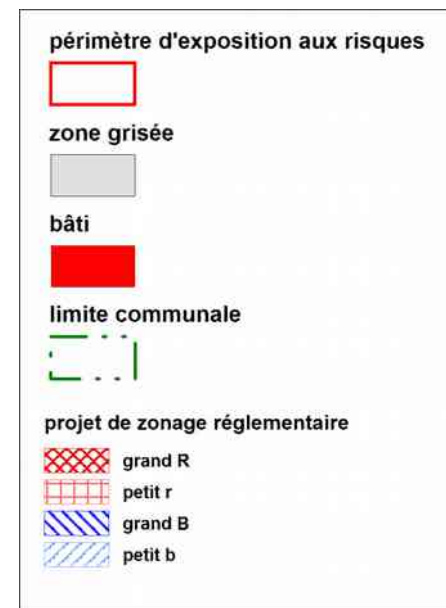 périmètre d'exposition aux risques
zone grisée
bâti
limite communale
projet de zonage réglementaire
grand R
petit r
grand B
petit b